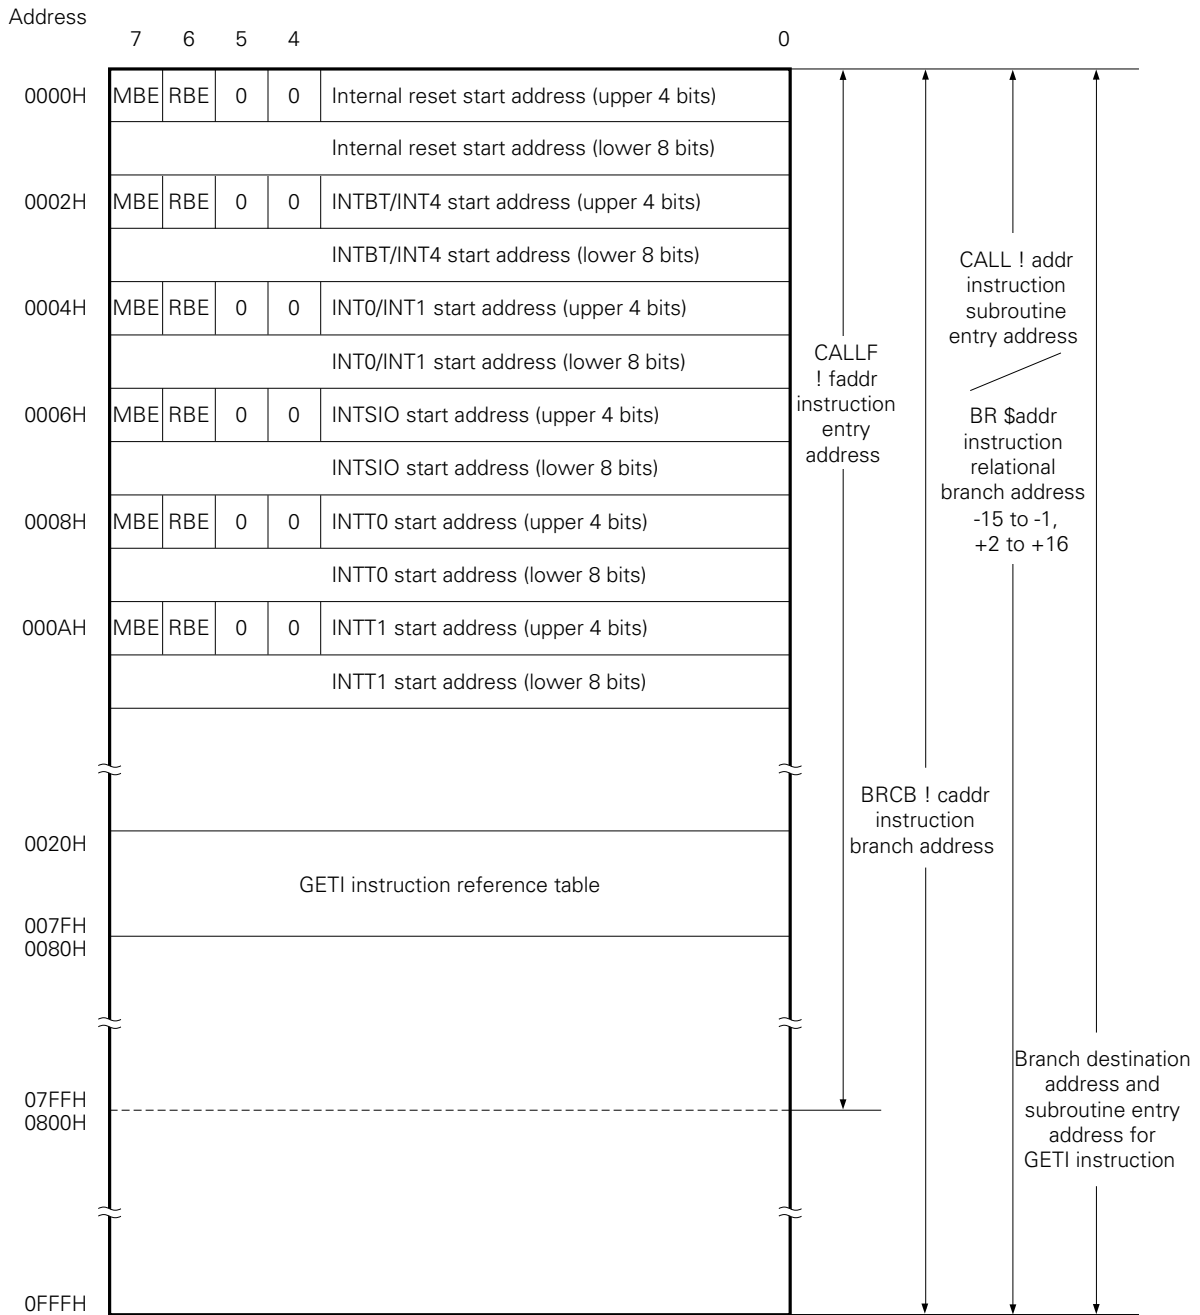 Address
7 6 5 4 0
0000H MBE RBE 0 0 Internal reset start address (upper 4 bits)
Internal reset start address (lower 8 bits)
0002H MBE RBE 0 0 INTBT/INT4 start address (upper 4 bits)
INTBT/INT4 start address (lower 8 bits)
0004H MBE RBE 0 0 INT0/INT1 start address (upper 4 bits)
INT0/INT1 start address (lower 8 bits)
0006H MBE RBE 0 0 INTSIO start address (upper 4 bits)
INTSIO start address (lower 8 bits)
0008H MBE RBE 0 0 INTT0 start address (upper 4 bits)
INTT0 start address (lower 8 bits)
000AH MBE RBE 0 0 INTT1 start address (upper 4 bits)
INTT1 start address (lower 8 bits)
0020H
GETI instruction reference table
007FH
0080H
07FFH
0800H
0FFFH
CALLF
! faddr
instruction
entry
address
BRCB ! caddr
instruction
branch address
CALL ! addr
instruction
subroutine
entry address
BR $addr
instruction
relational
branch address
-15 to -1,
+2 to +16
Branch destination
address and
subroutine entry
address for
GETI instruction